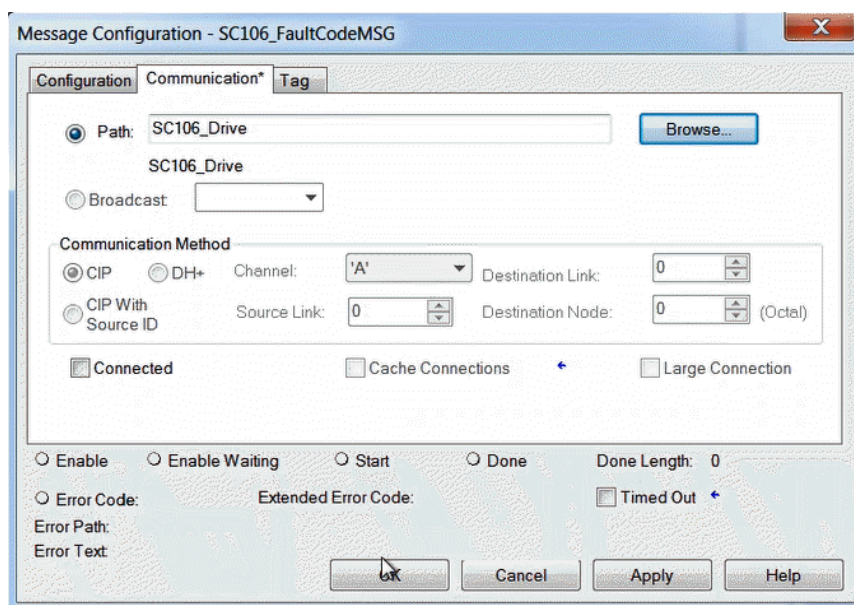 Message Configuration - SC106_FaultCodeMSG
X
Configuration Communication* Tag
Path: SC106_Drive Browse...
SC106_Drive
Broadcast:
Communication Method
CIP DH+ Channel: 'A' Destination Link: 0
CIP With Source ID Source Link: 0 Destination Node: 0 (Octal)
Connected Cache Connections Large Connection
Enable Enable Waiting Start Done Done Length: 0
Error Code: Extended Error Code: Timed Out
Error Path:
Error Text:
OK Cancel Apply Help